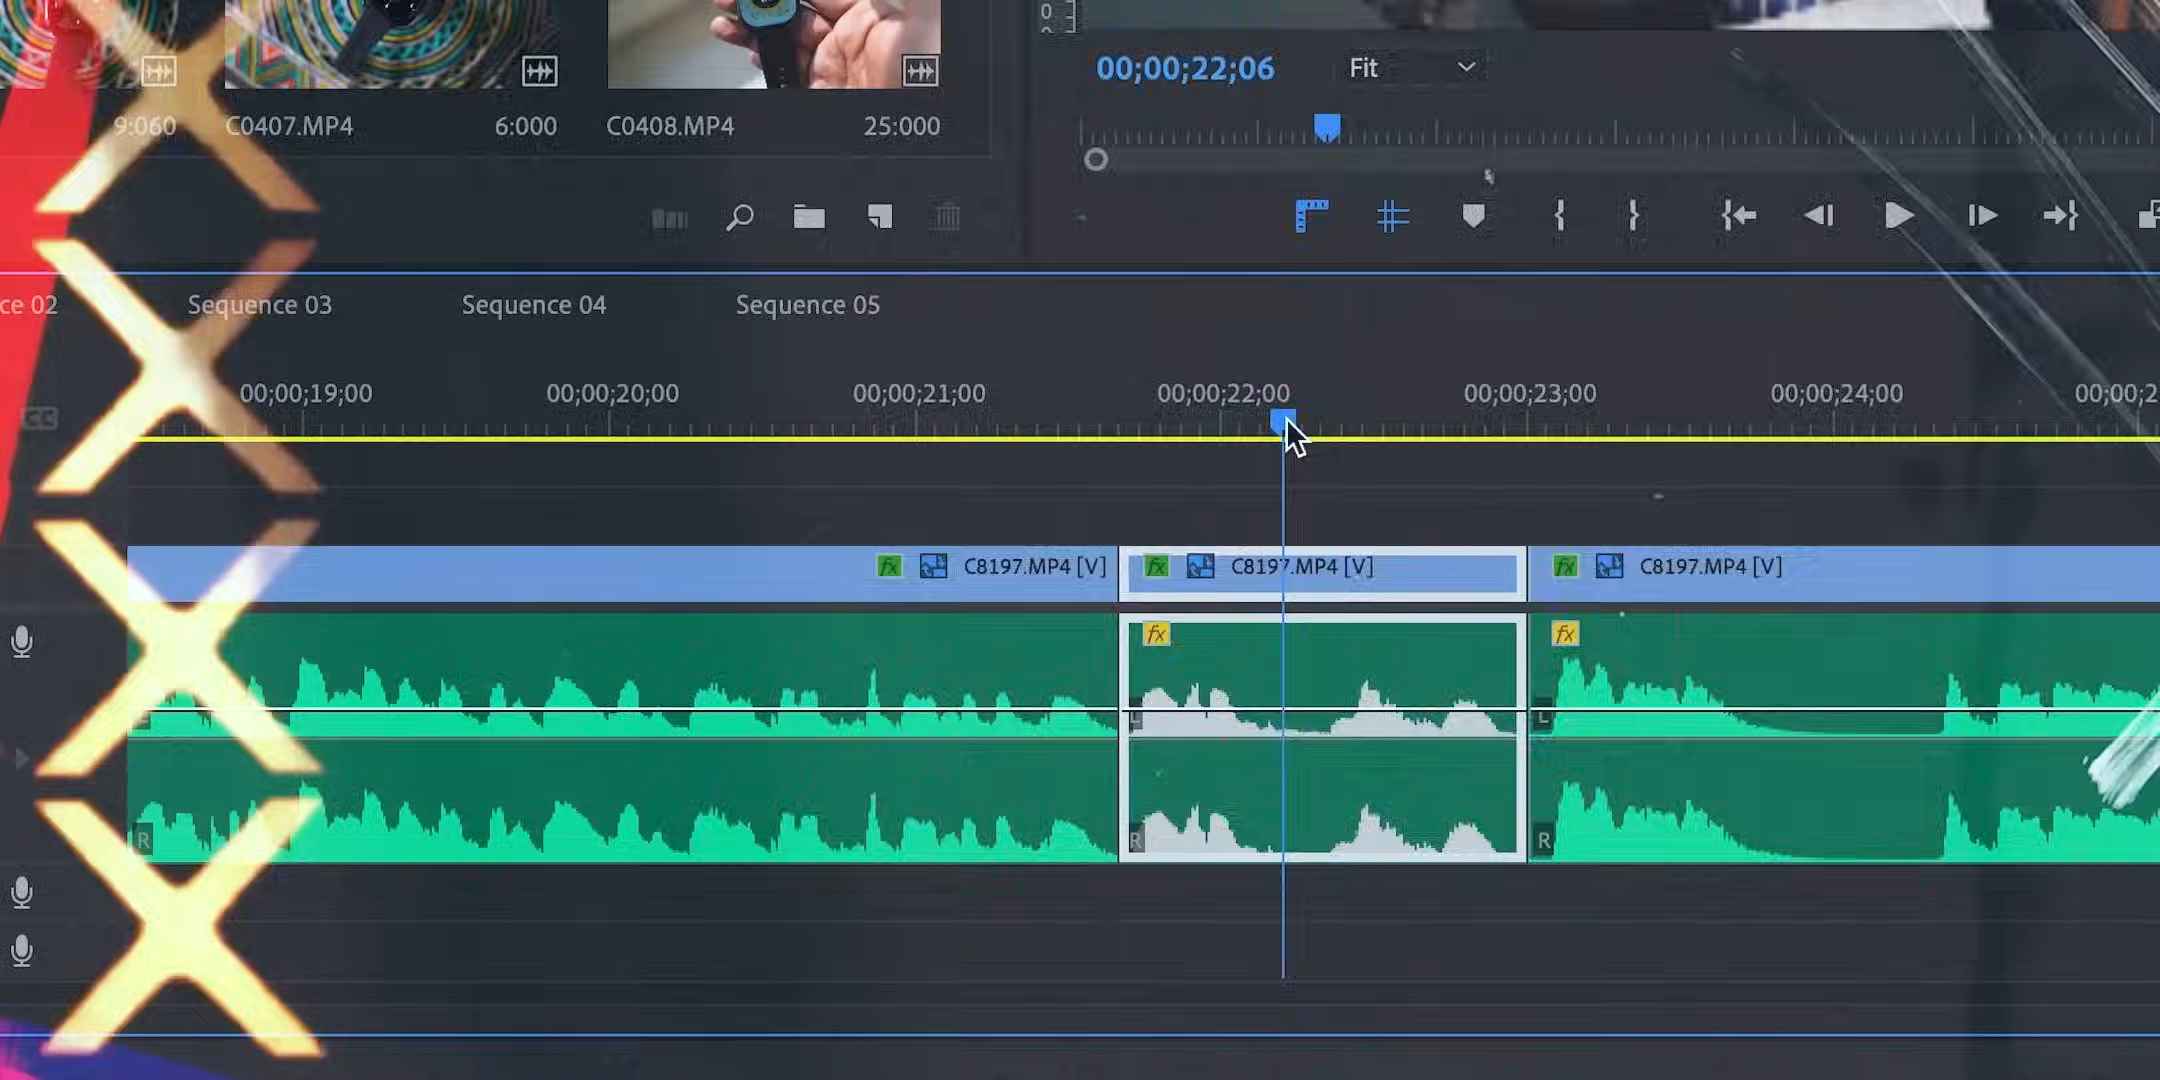 9:060
C0407.MP4 6:000
C0408.MP4 25:000
00;00;22;06
Fit
ce 02
Sequence 03
Sequence 04
Sequence 05
00;00;19;00
00;00;20;00
00;00;21;00
00;00;22;00
00;00;23;00
00;00;24;00
00;00;2
fx C8197.MP4 [V]
fx C8197.MP4 [V]
fx C8197.MP4 [V]
fx
fx
L
L
R
R
R